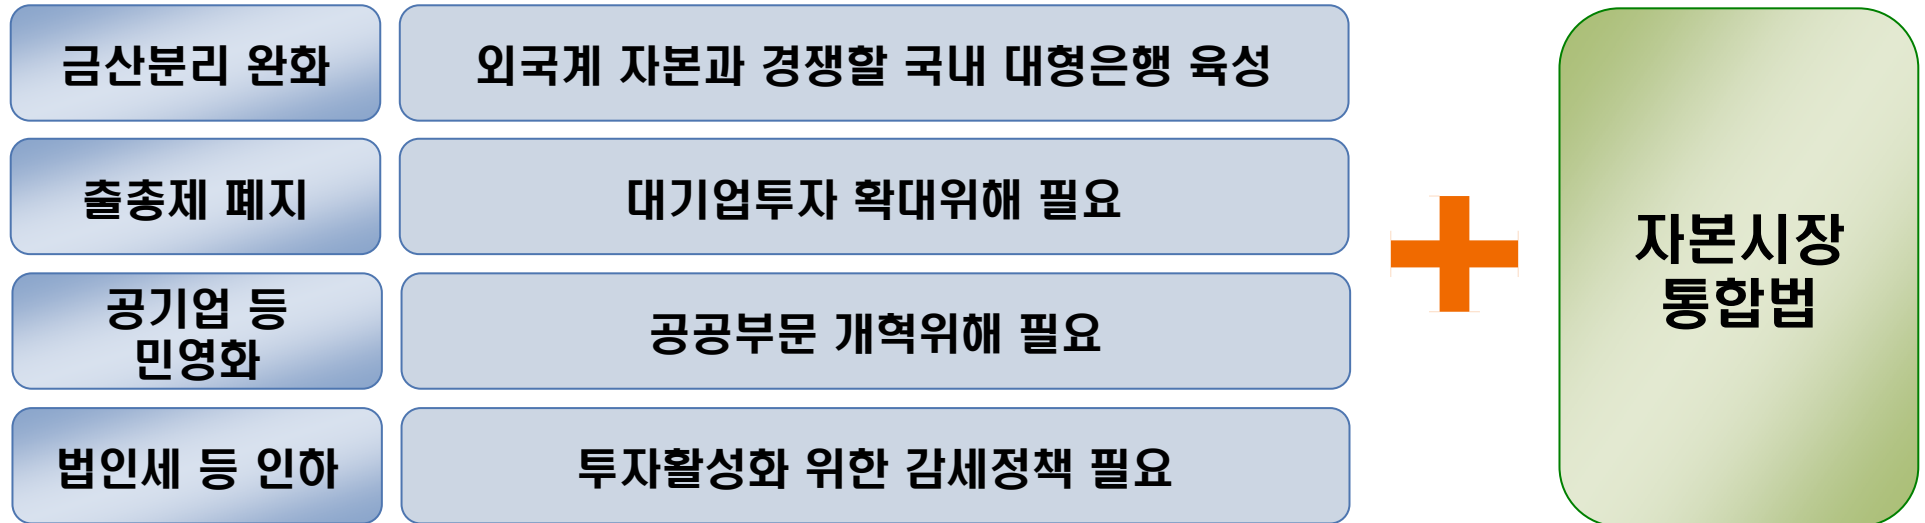 금산분리 완화
외국계 자본과 경쟁할 국내 대형은행 육성
출총제 폐지
대기업투자 확대위해 필요
공기업 등
민영화
공공부문 개혁위해 필요
법인세 등 인하
투자활성화 위한 감세정책 필요
자본시장
통합법